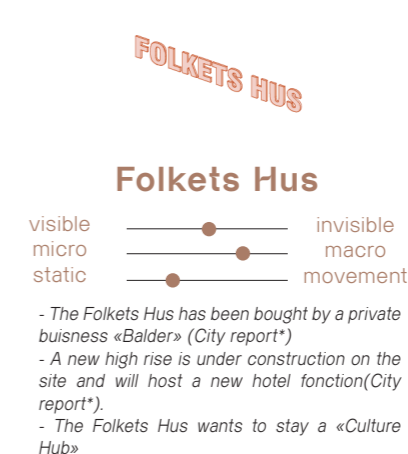 FOLKETS HUS
Folkets Hus
visible invisible
micro macro
static movement
- The Folkets Hus has been bought by a private
buisness «Balder» (City report*)
- A new high rise is under construction on the
site and will host a new hotel fonction(City
report*).
- The Folkets Hus wants to stay a «Culture
Hub»